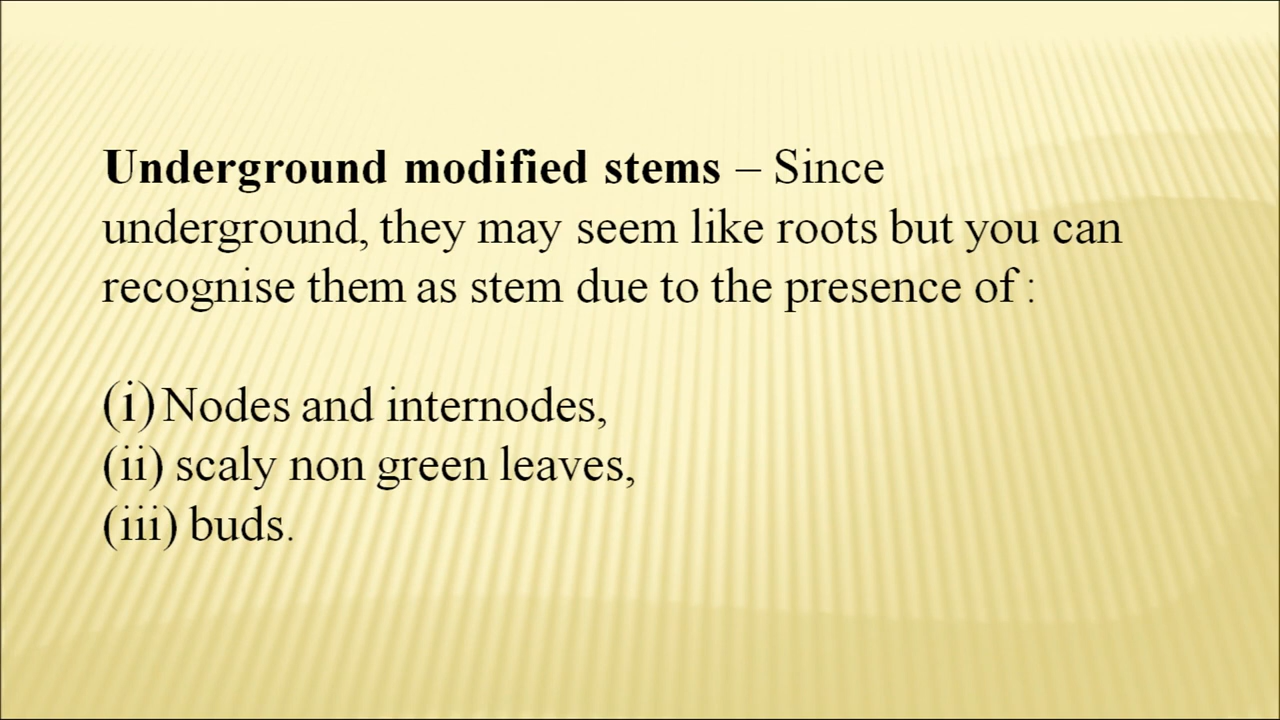 Underground modified stems – Since
underground, they may seem like roots but you can
recognise them as stem due to the presence of :
(i) Nodes and internodes,
(ii) scaly non green leaves,
(iii) buds.